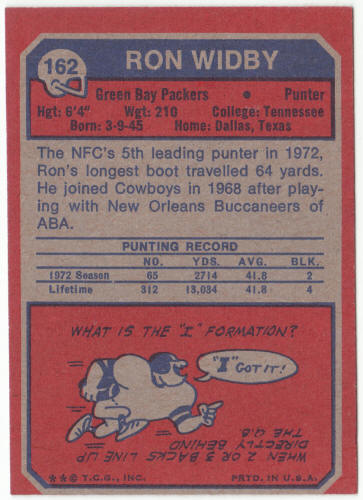 162
RON WIDBY
Green Bay Packers • Punter
Hgt: 6'4" Wgt: 210 College: Tennessee
Born: 3-9-45 Home: Dallas, Texas
The NFC's 5th leading punter in 1972,
Ron's longest boot travelled 64 yards.
He joined Cowboys in 1968 after play-
ing with New Orleans Buccaneers of
ABA.
PUNTING RECORD
NO. YDS. AVG. BLK.
1972 Season 65 2714 41.8 2
Lifetime 312 13,034 41.8 4
WHAT IS THE "I" FORMATION?
"I" GOT IT!
WHEN 2 OR 3 BACKS LINE UP
DIRECTLY BEHIND
THE Q.B.
**© T.C.G., INC. PRTD. IN U.S.A.